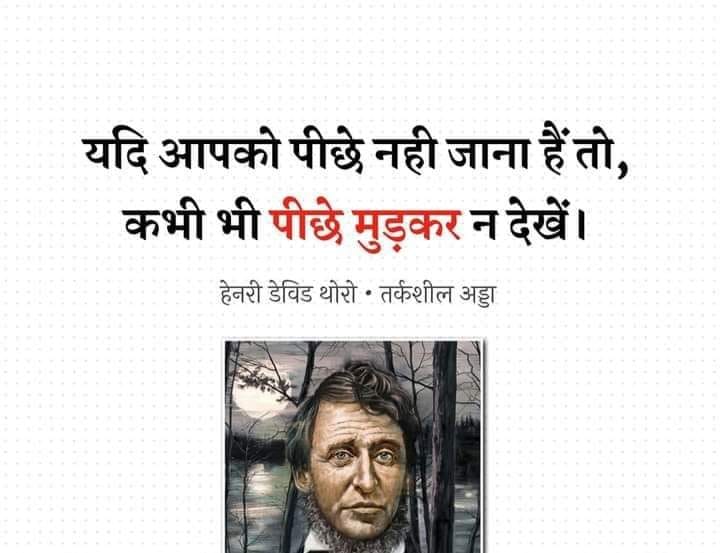 यदि आपको पीछे नही जाना हैं तो,
कभी भी पीछे मुड़कर न देखें।
हेनरी डेविड थोरो • तर्कशील अड्डा